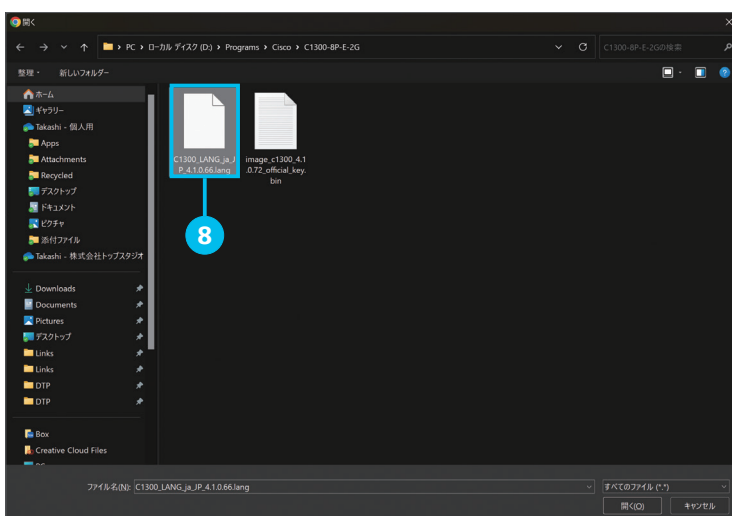 開く
PC › ローカル ディスク (D:) › Programs › Cisco › C1300-8P-E-2G
C1300-8P-E-2Gの検索
整理
新しいフォルダー
ホーム
ギャラリー
Takashi - 個人用
Apps
Attachments
Recycled
デスクトップ
ドキュメント
ピクチャ
添付ファイル
Takashi - 株式会社トップスタジオ
Downloads
Documents
Pictures
デスクトップ
Links
Links
DTP
DTP
Box
Creative Cloud Files
PC
C1300_LANG_ja_J
P_4.1.0.66.lang
image_c1300_4.1
.0.72_official_key.
bin
8
ファイル名(N):
C1300_LANG_ja_JP_4.1.0.66.lang
すべてのファイル (*.*)
開く(O)
キャンセル